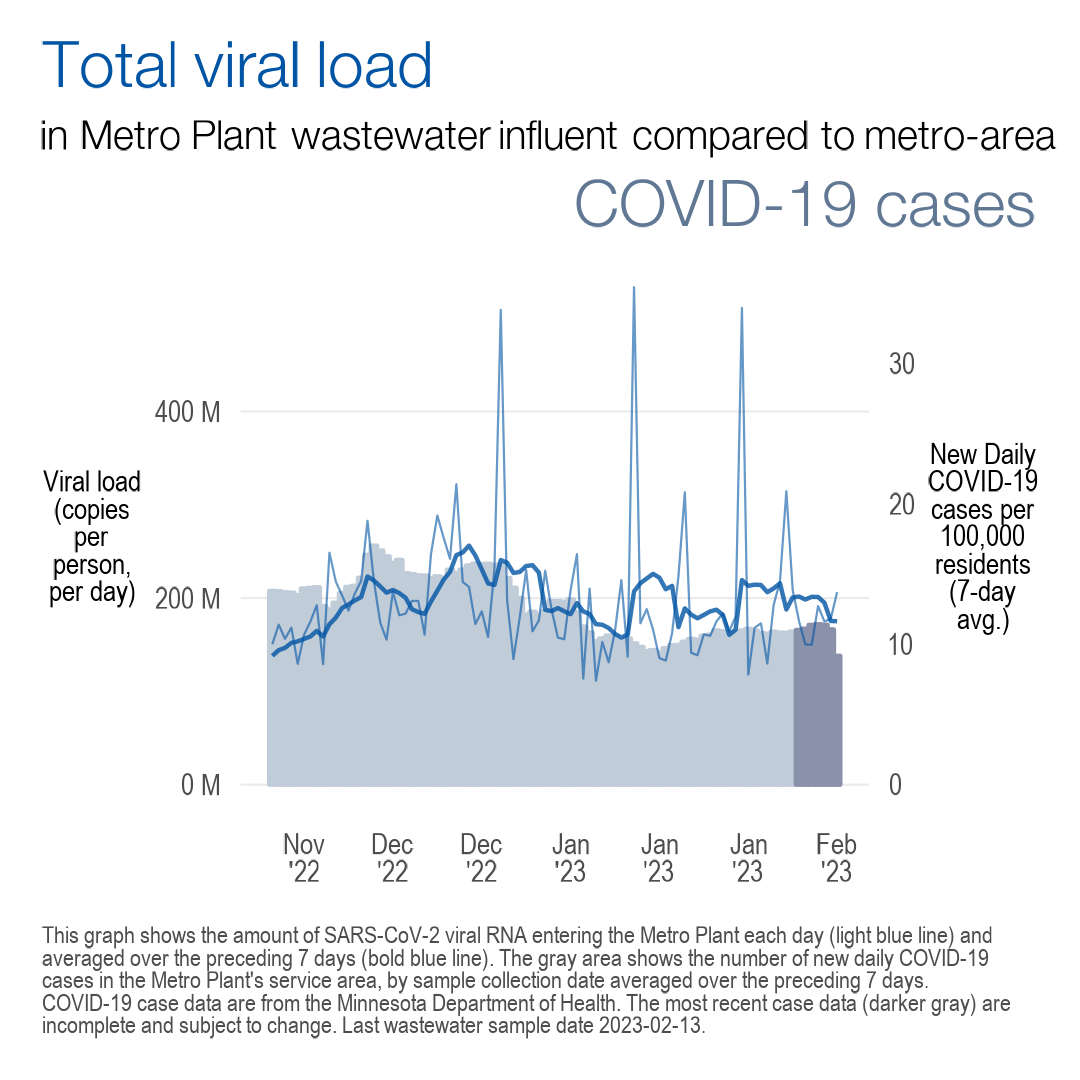 Total viral load
in Metro Plant wastewater influent compared to metro-area
COVID-19 cases
30
400 M
Viral load
(copies
per
person,
per day)
New Daily
COVID-19
cases per
100,000
residents
(7-day
avg.)
20
200 M
10
0 M
0
Nov
'22
Dec
'22
Dec
'22
Jan
'23
Jan
'23
Jan
'23
Feb
'23
This graph shows the amount of SARS-CoV-2 viral RNA entering the Metro Plant each day (light blue line) and
averaged over the preceding 7 days (bold blue line). The gray area shows the number of new daily COVID-19
cases in the Metro Plant's service area, by sample collection date averaged over the preceding 7 days.
COVID-19 case data are from the Minnesota Department of Health. The most recent case data (darker gray) are
incomplete and subject to change. Last wastewater sample date 2023-02-13.